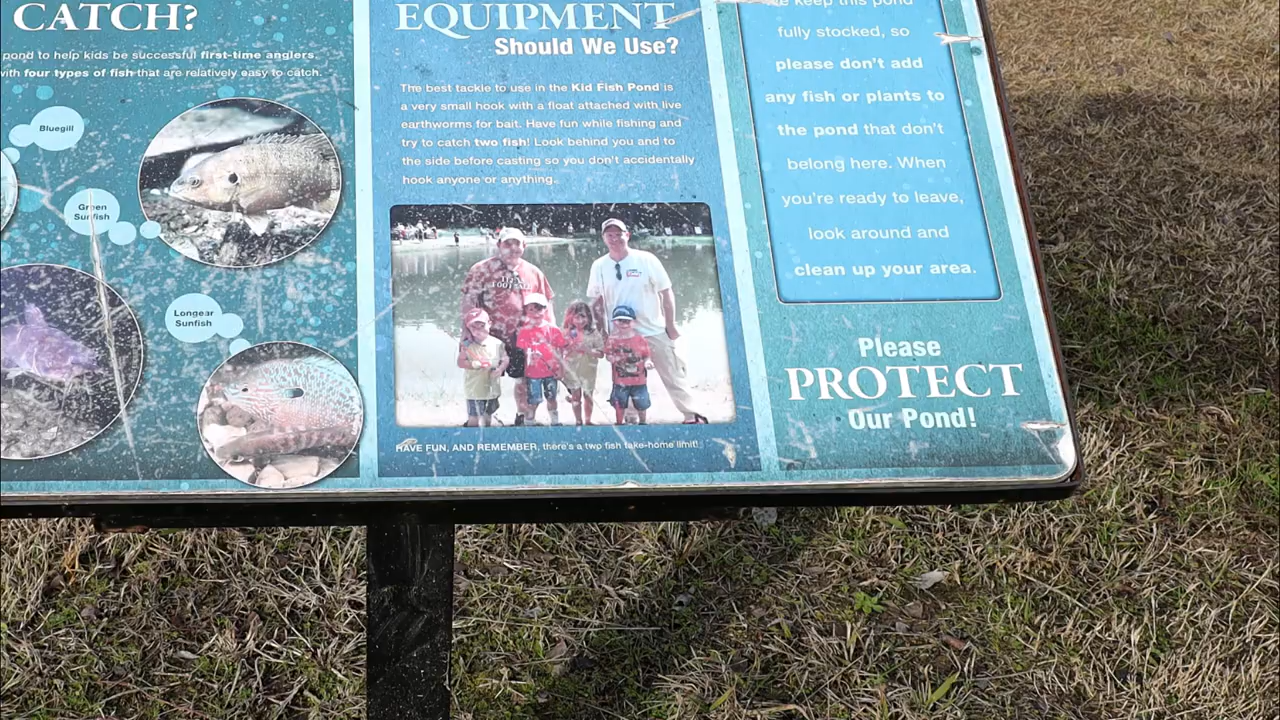 CATCH?
pond to help kids be successful first-time anglers.
with four types of fish that are relatively easy to catch.
Bluegill
Green
Sunfish
Longear
Sunfish
EQUIPMENT
Should We Use?
The best tackle to use in the Kid Fish Pond is
a very small hook with a float attached with live
earthworms for bait. Have fun while fishing and
try to catch two fish! Look behind you and to
the side before casting so you don't accidentally
hook anyone or anything.
HAVE FUN, AND REMEMBER, there's a two fish take-home limit!
keep this pond
fully stocked, so
please don't add
any fish or plants to
the pond that don't
belong here. When
you're ready to leave,
look around and
clean up your area.
Please
PROTECT
Our Pond!